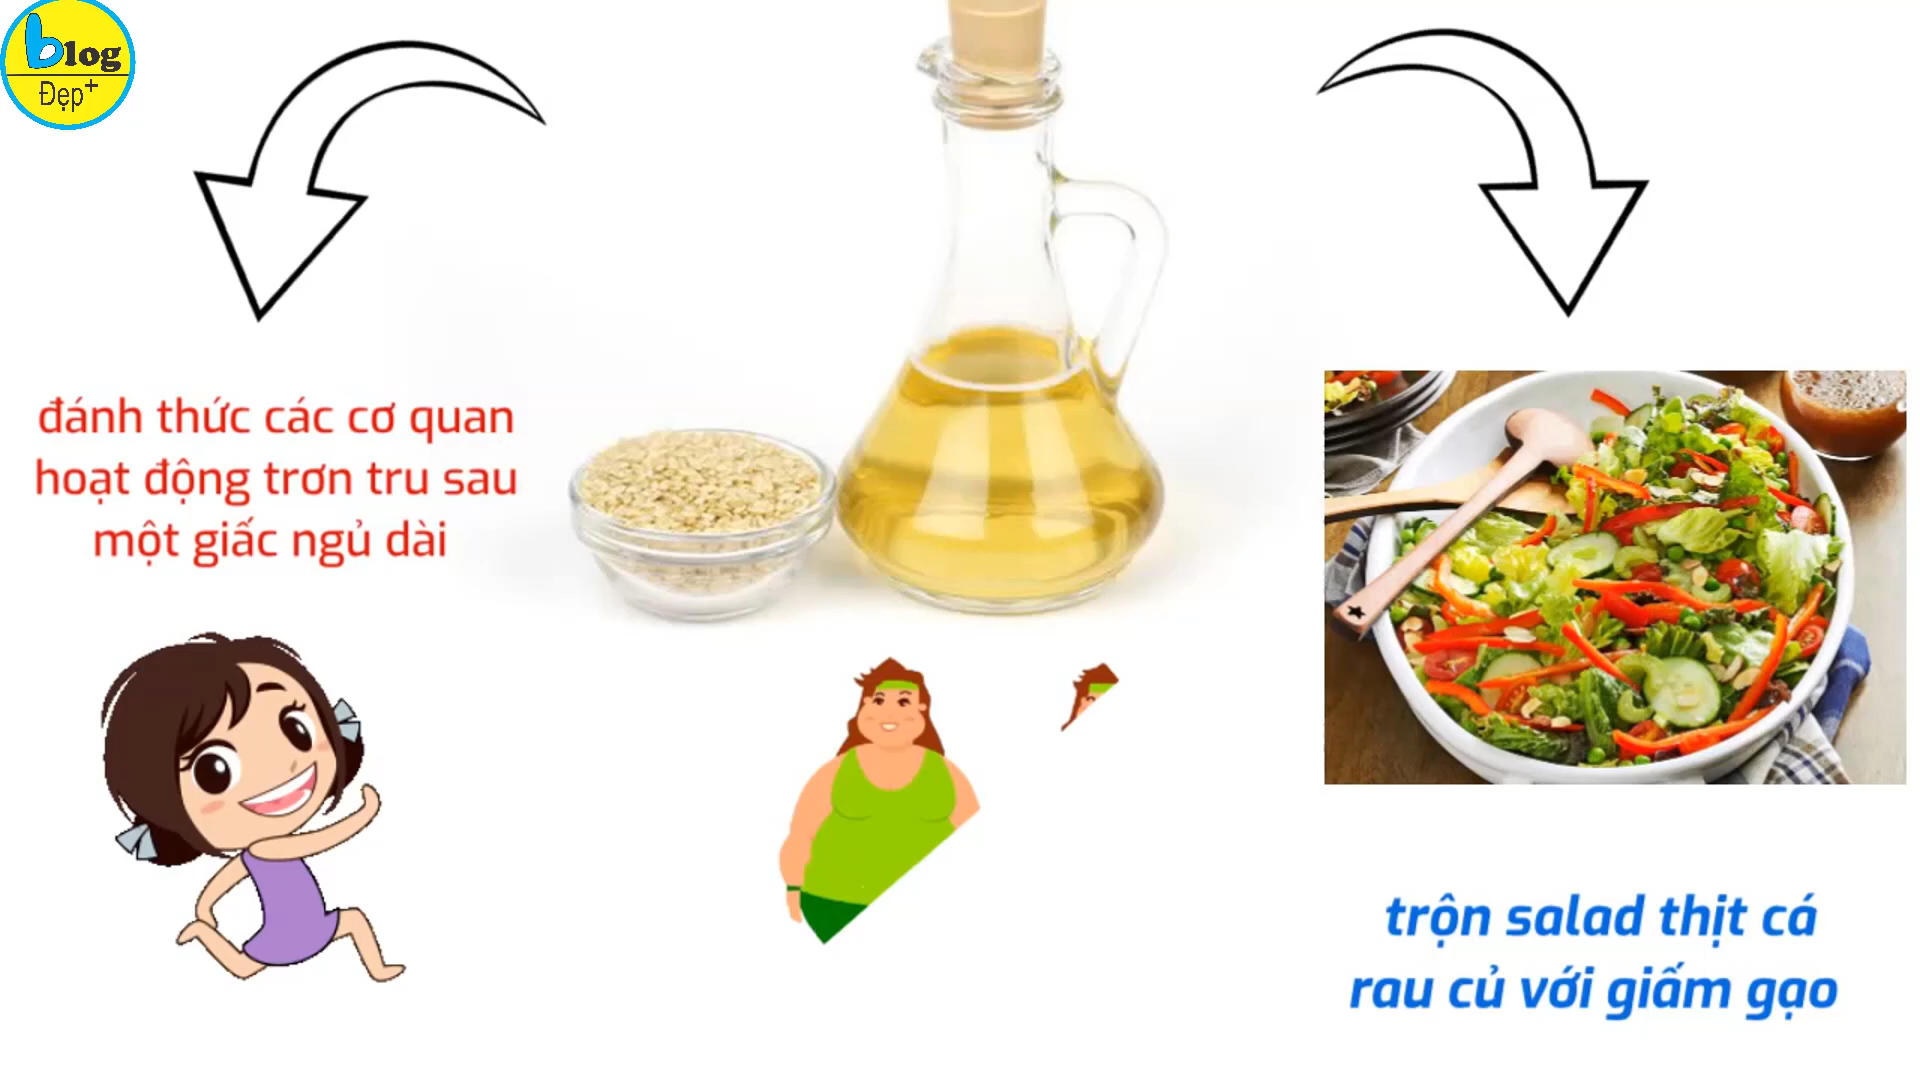 blog
Đẹp+
đánh thức các cơ quan
hoạt động trơn tru sau
một giấc ngủ dài
trộn salad thịt cá
rau củ với giấm gạo